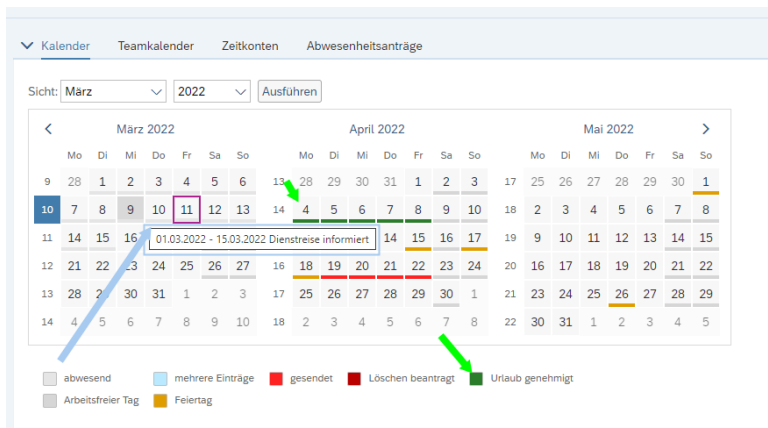 Kalender Teamkalender Zeitkonten Abwesenheitsanträge
Sicht: März 2022 Ausführen
März 2022 April 2022 Mai 2022
Mo Di Mi Do Fr Sa So Mo Di Mi Do Fr Sa So Mo Di Mi Do Fr Sa So
9 28 1 2 3 4 5 6 13 28 29 30 31 1 2 3 17 25 26 27 28 29 30 1
10 7 8 9 10 11 12 13 14 4 5 6 7 8 9 10 18 2 3 4 5 6 7 8
11 14 15 16 01.03.2022 - 15.03.2022 Dienstreise informiert 14 15 16 17 19 9 10 11 12 13 14 15
12 21 22 23 24 25 26 27 16 18 19 20 21 22 23 24 20 16 17 18 19 20 21 22
13 28 29 30 31 1 2 3 17 25 26 27 28 29 30 1 21 23 24 25 26 27 28 29
14 4 5 6 7 8 9 10 18 2 3 4 5 6 7 8 22 30 31 1 2 3 4 5
abwesend mehrere Einträge gesendet Löschen beantragt Urlaub genehmigt
Arbeitsfreier Tag Feiertag